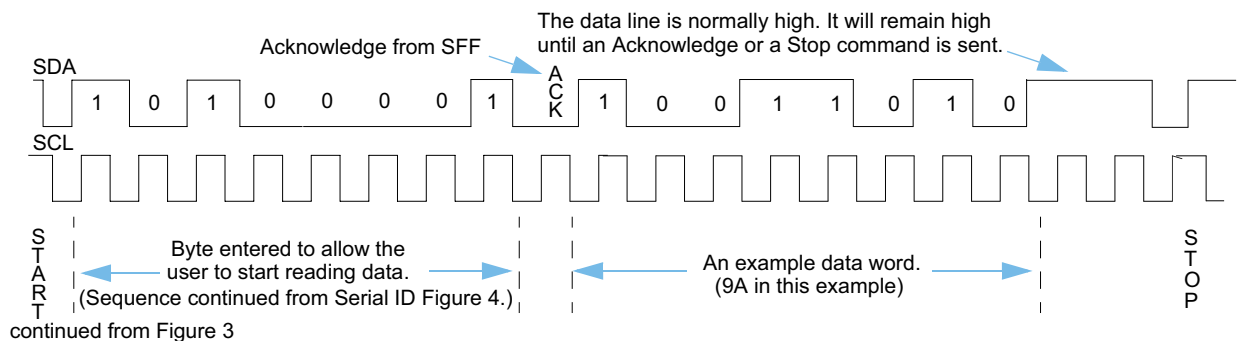 The data line is normally high. It will remain high
until an Acknowledge or a Stop command is sent.
Acknowledge from SFF
SDA
1 0 1 0 0 0 0 1
ACK
1 0 0 1 1 0 1 0
SCL
START
Byte entered to allow the
user to start reading data.
(Sequence continued from Serial ID Figure 4.)
An example data word.
(9A in this example)
STOP
continued from Figure 3